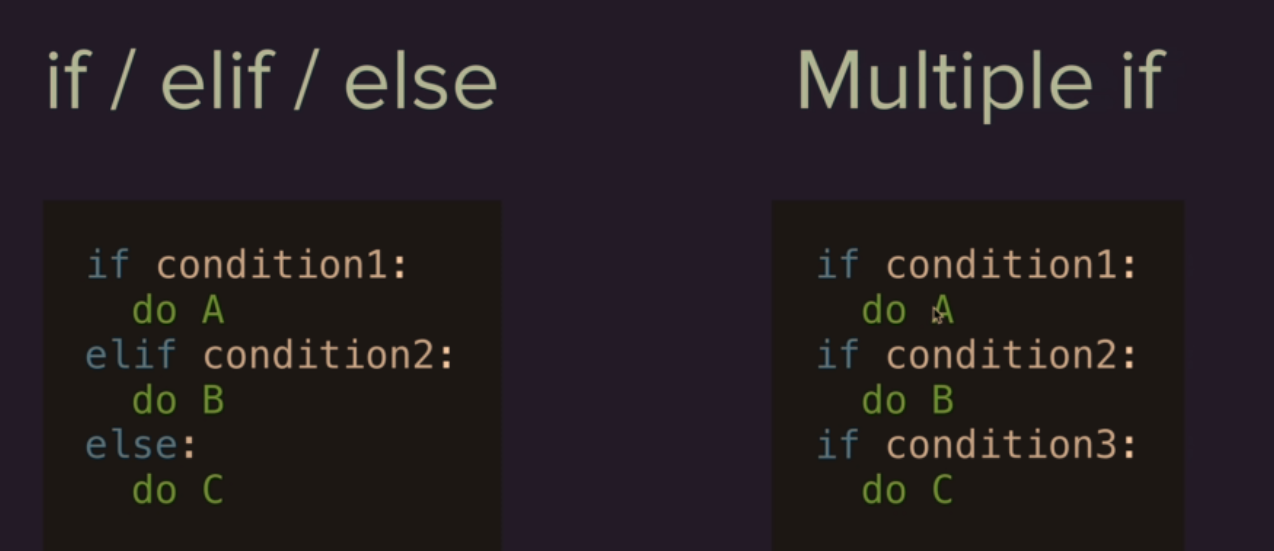 if / elif / else
if condition1:
  do A
elif condition2:
  do B
else:
  do C
Multiple if
if condition1:
  do A
if condition2:
  do B
if condition3:
  do C